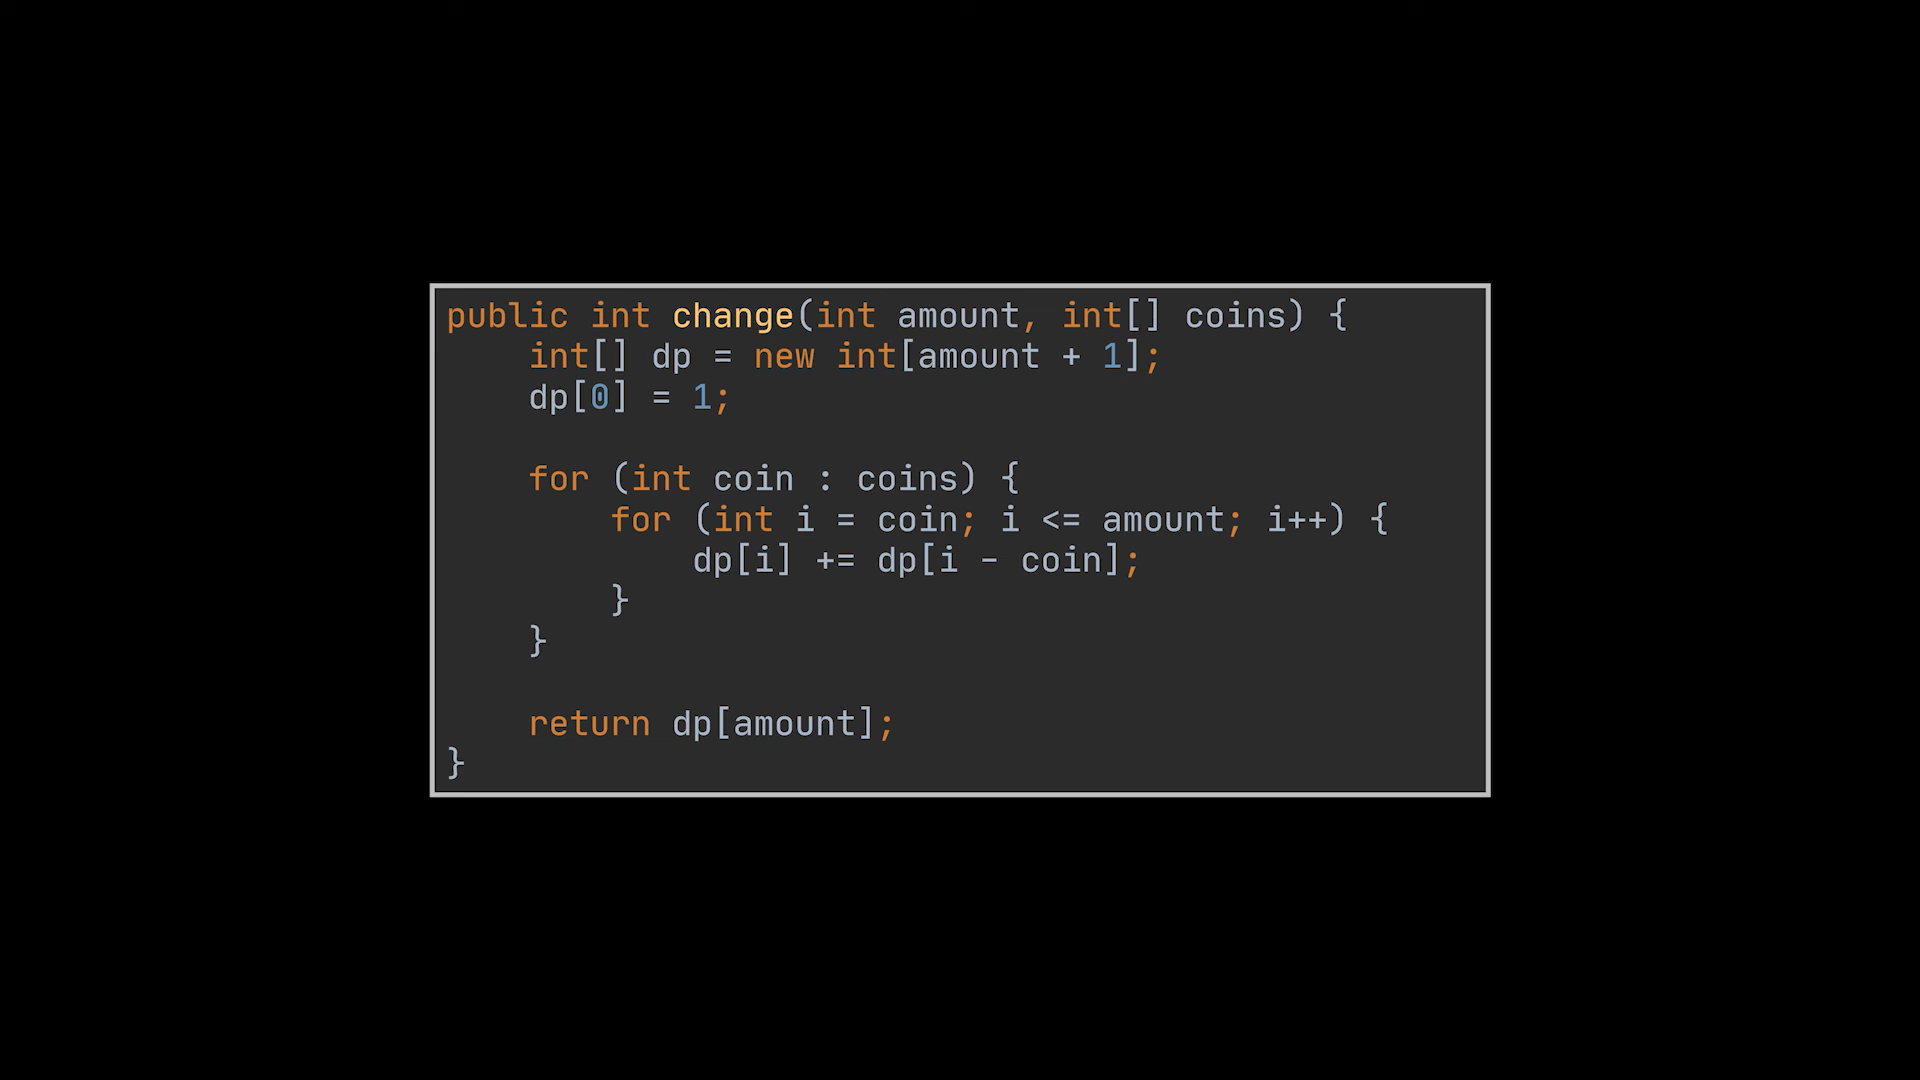 public int change(int amount, int[] coins) {
    int[] dp = new int[amount + 1];
    dp[0] = 1;

    for (int coin : coins) {
        for (int i = coin; i <= amount; i++) {
            dp[i] += dp[i - coin];
        }
    }

    return dp[amount];
}